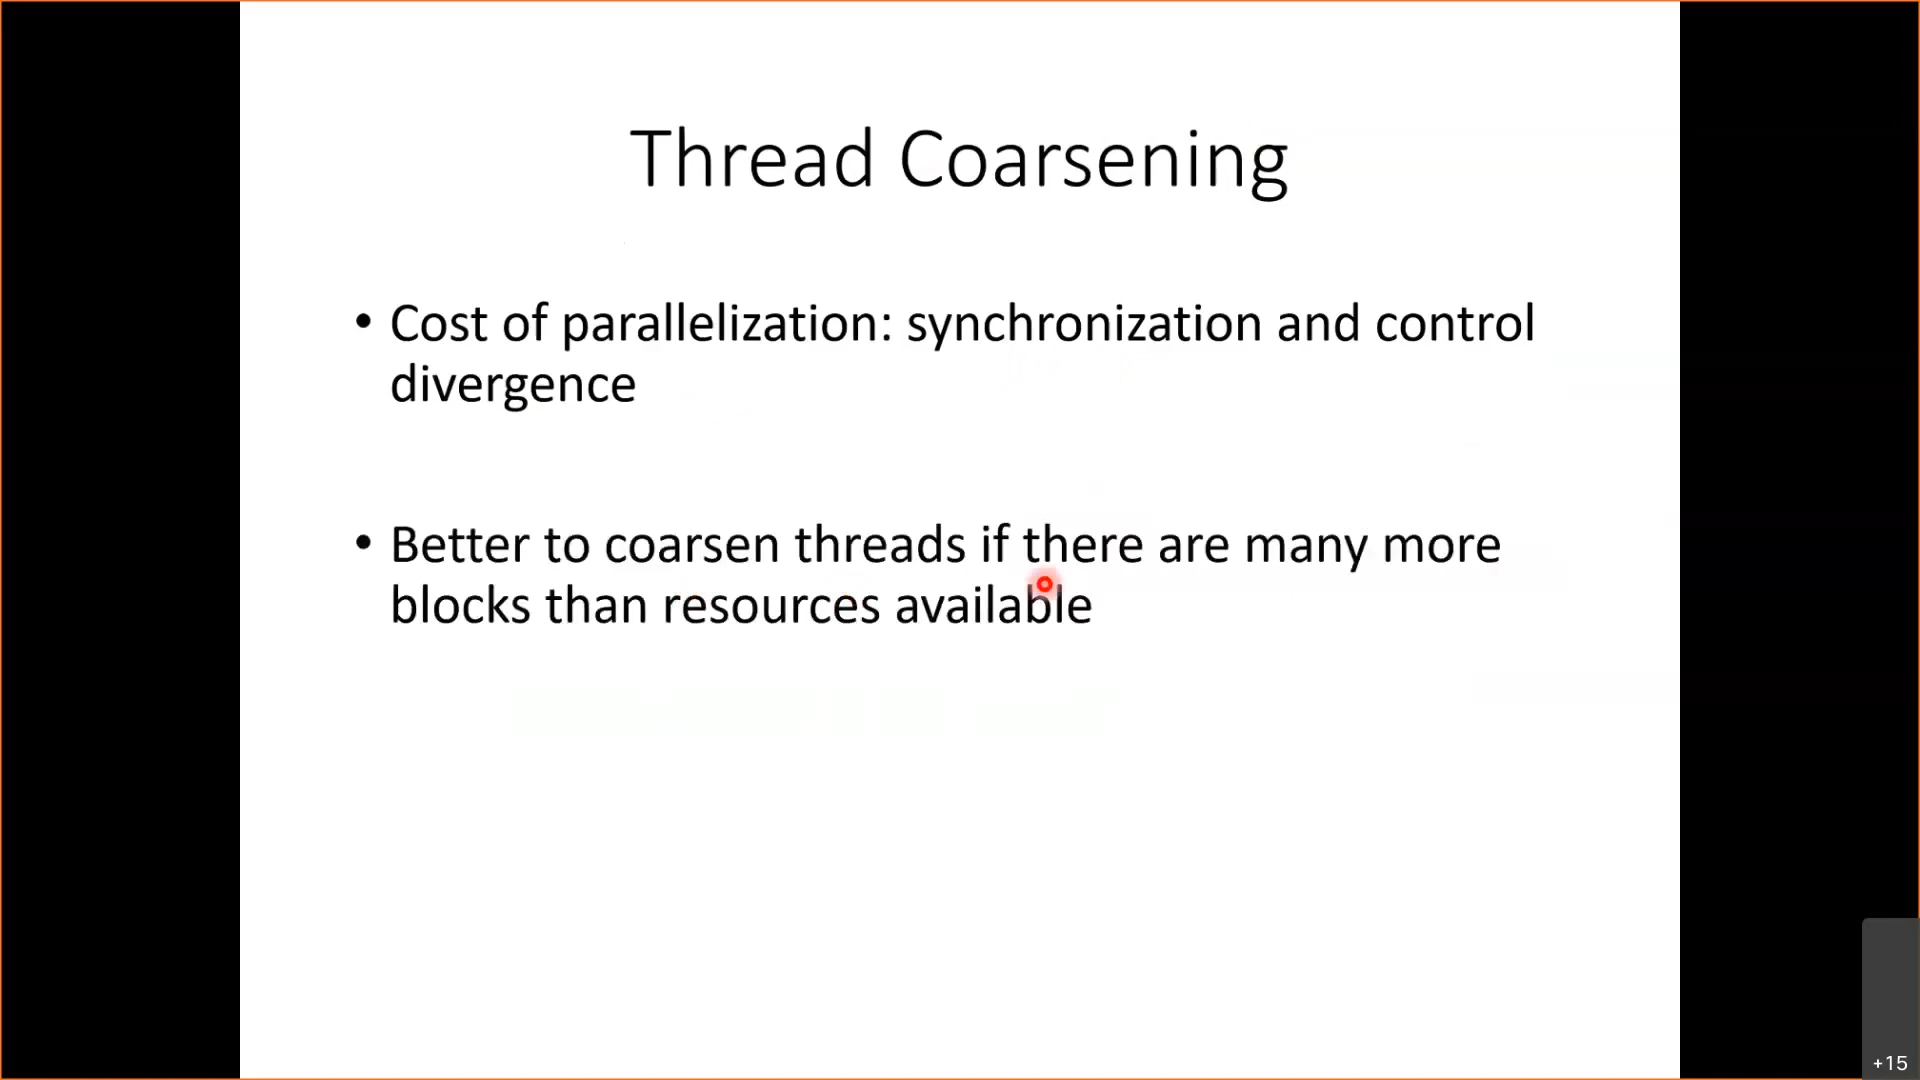 Thread Coarsening
• Cost of parallelization: synchronization and control
divergence
• Better to coarsen threads if there are many more
blocks than resources available
+15